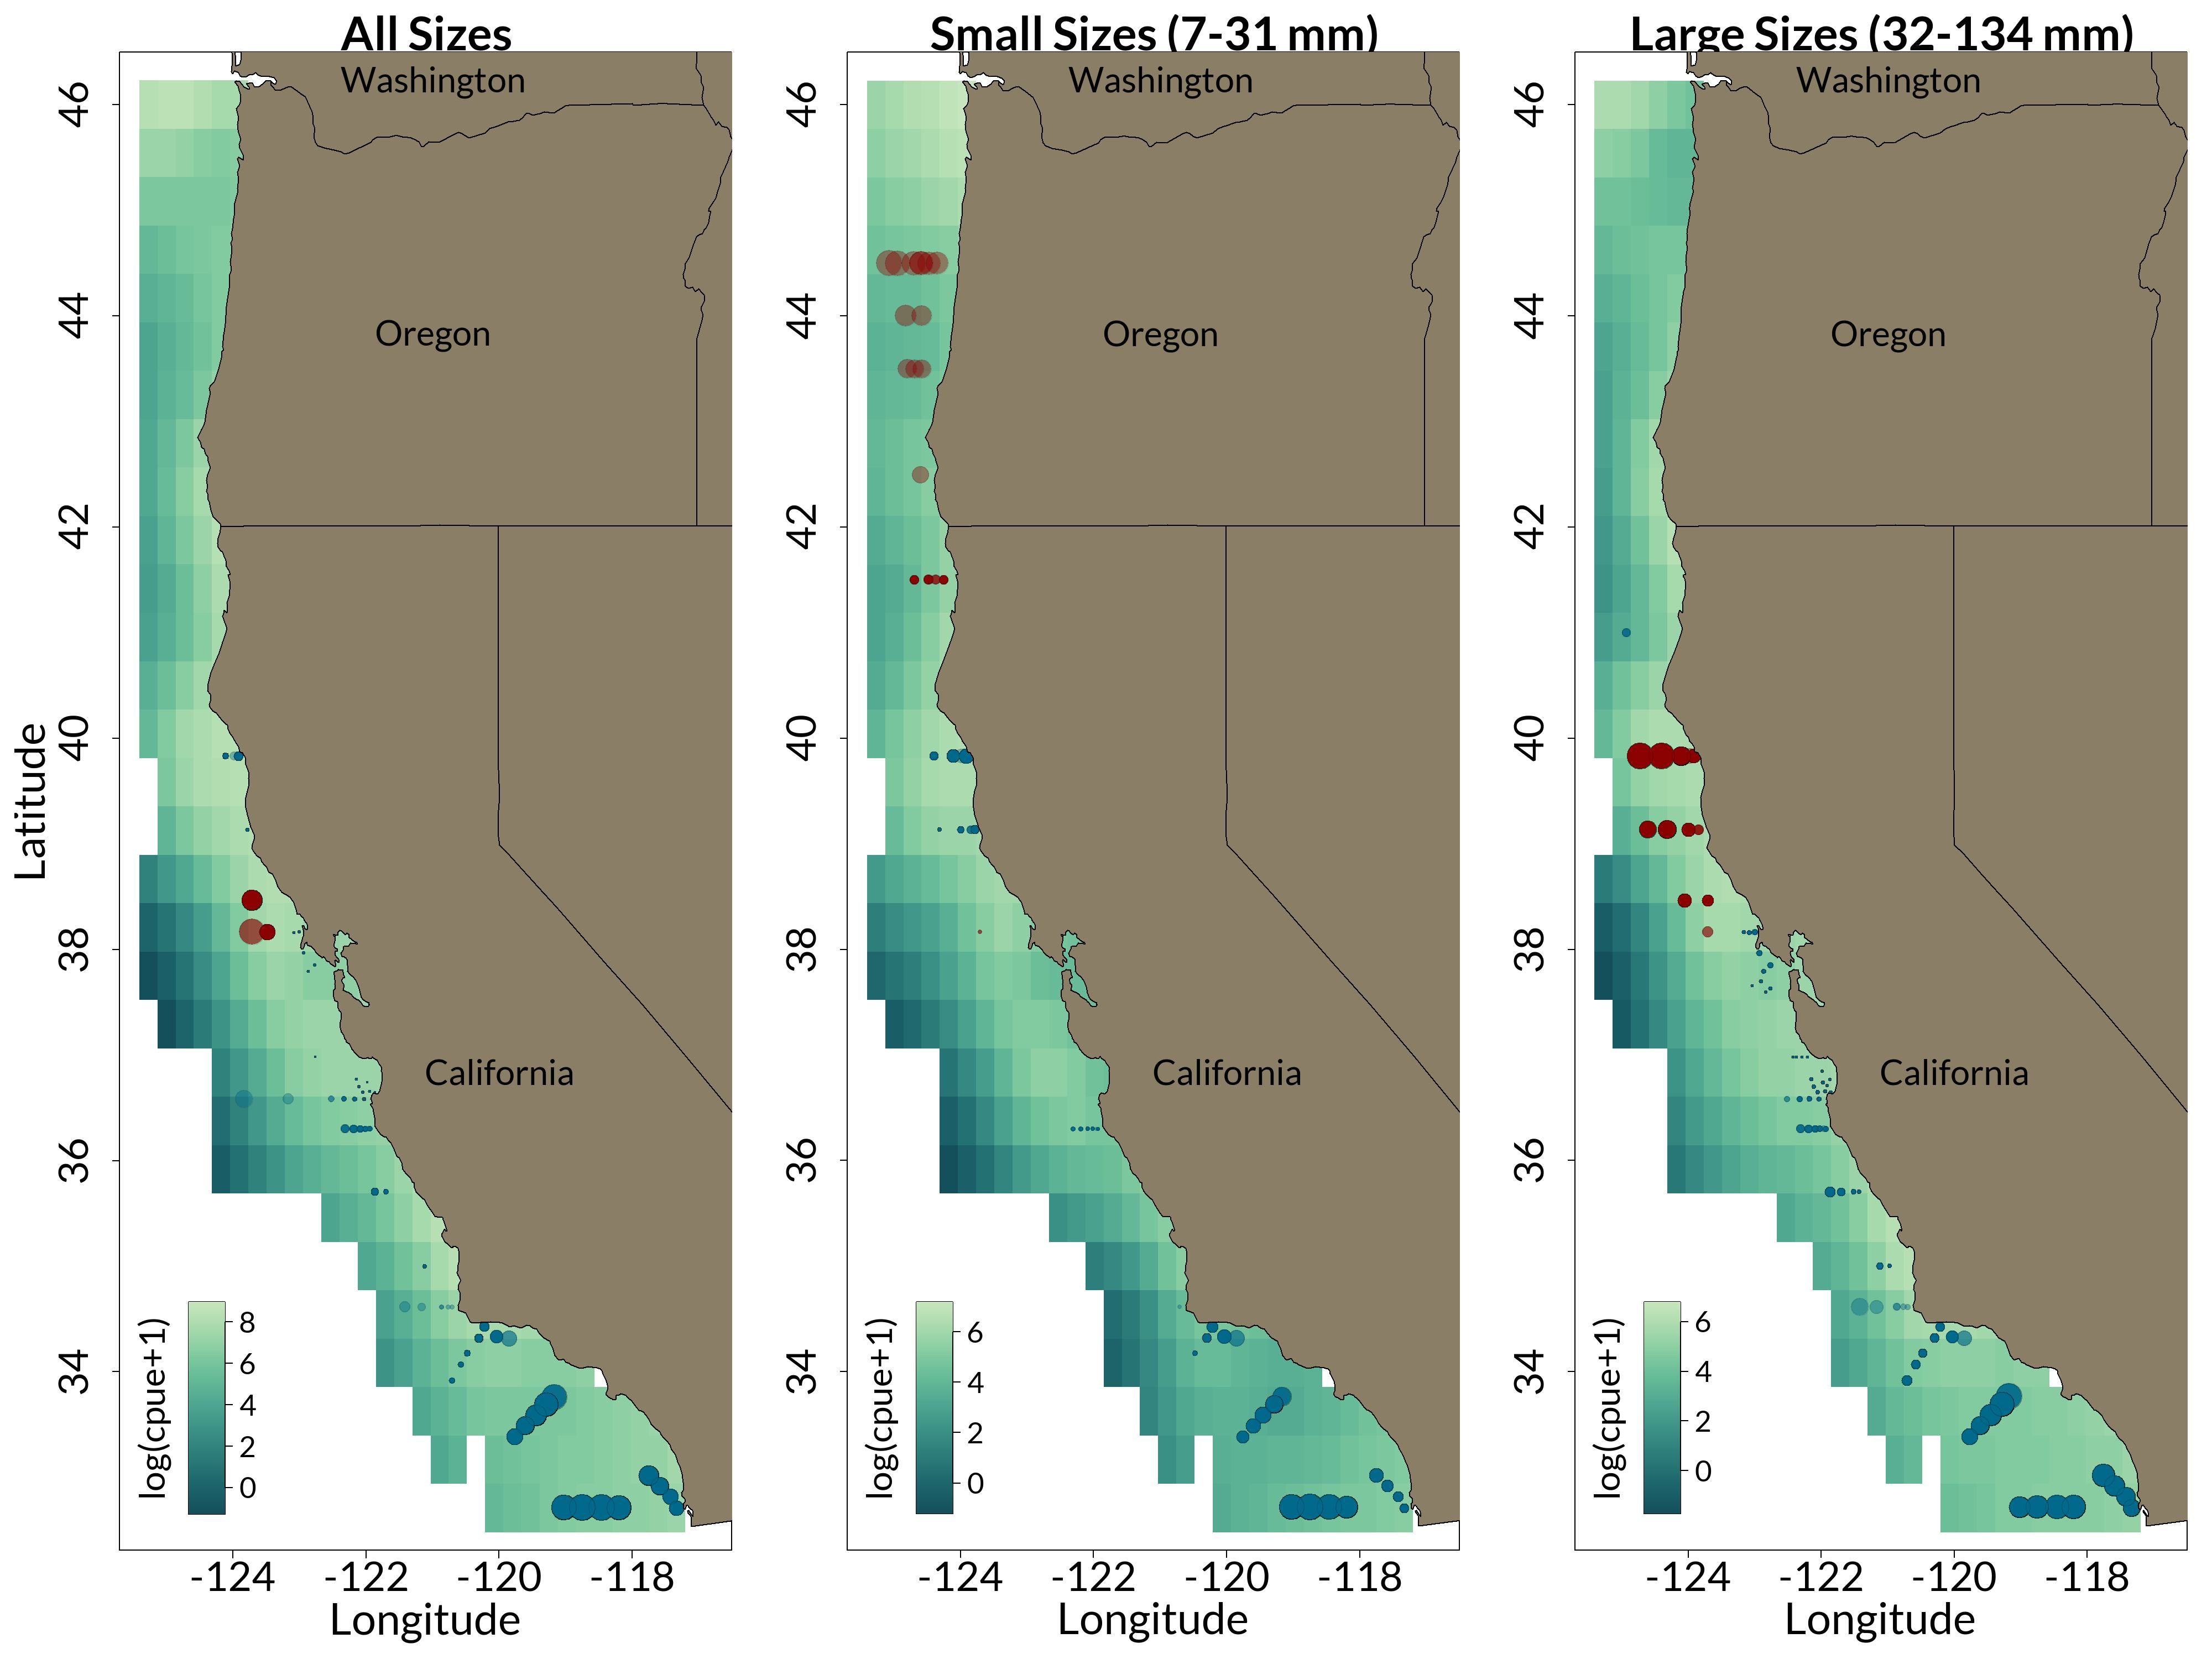 All Sizes
Small Sizes (7-31 mm)
Large Sizes (32-134 mm)
Washington
Washington
Washington
Oregon
Oregon
Oregon
California
California
California
Latitude
46
44
42
40
38
36
34
46
44
42
40
38
36
34
46
44
42
40
38
36
34
log(cpue+1)
8
6
4
2
0
log(cpue+1)
6
4
2
0
log(cpue+1)
6
4
2
0
-124 -122 -120 -118
-124 -122 -120 -118
-124 -122 -120 -118
Longitude
Longitude
Longitude